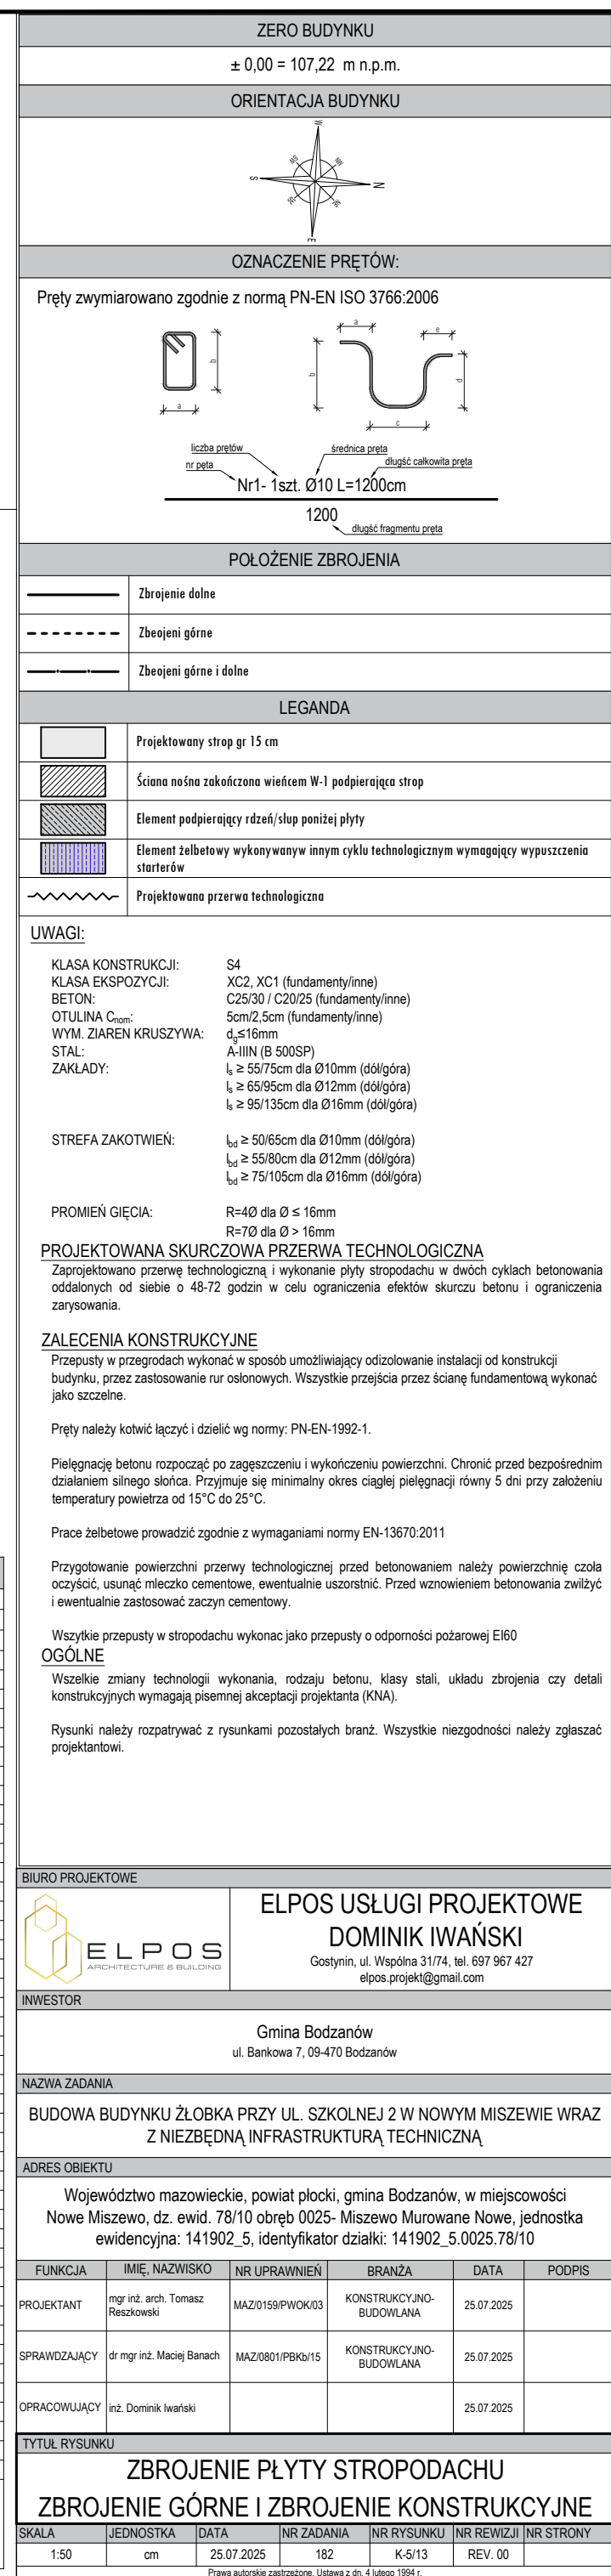 ZERO BUDYNKU
± 0,00 = 107,22 m n.p.m.
ORIENTACJA BUDYNKU
W
WS
NW
S
N
SE
NE
E
OZNACZENIE PRĘTÓW:
Pręty zwymiarowano zgodnie z normą PN-EN ISO 3766:2006
a
b
a
e
b
d
c
liczba prętów
średnica pręta
nr pęta
długść całkowita pręta
Nr1- 1szt. Ø10 L=1200cm
1200
długść fragmentu pręta
POŁOŻENIE ZBROJENIA
Zbrojenie dolne
Zbeojeni górne
Zbeojeni górne i dolne
LEGANDA
Projektowany strop gr 15 cm
Ściana nośna zakończona wieńcem W-1 podpierająca strop
Element podpierający rdzeń/słup poniżej płyty
Element żelbetowy wykonywanyw innym cyklu technologicznym wymagający wypuszczenia
starterów
Projektowana przerwa technologiczna
UWAGI:
KLASA KONSTRUKCJI: S4
KLASA EKSPOZYCJI: XC2, XC1 (fundamenty/inne)
BETON: C25/30 / C20/25 (fundamenty/inne)
OTULINA Cnom: 5cm/2,5cm (fundamenty/inne)
WYM. ZIAREN KRUSZYWA: dg≤16mm
STAL: A-IIIN (B 500SP)
ZAKŁADY: ls ≥ 55/75cm dla Ø10mm (dół/góra)
ls ≥ 65/95cm dla Ø12mm (dół/góra)
ls ≥ 95/135cm dla Ø16mm (dół/góra)
STREFA ZAKOTWIEŃ: lbd ≥ 50/65cm dla Ø10mm (dół/góra)
lbd ≥ 55/80cm dla Ø12mm (dół/góra)
lbd ≥ 75/105cm dla Ø16mm (dół/góra)
PROMIEŃ GIĘCIA: R=4Ø dla Ø ≤ 16mm
R=7Ø dla Ø > 16mm
PROJEKTOWANA SKURCZOWA PRZERWA TECHNOLOGICZNA
Zaprojektowano przerwę technologiczną i wykonanie płyty stropodachu w dwóch cyklach betonowania
oddalonych od siebie o 48-72 godzin w celu ograniczenia efektów skurczu betonu i ograniczenia
zarysowania.
ZALECENIA KONSTRUKCYJNE
Przepusty w przegrodach wykonać w sposób umożliwiający odizolowanie instalacji od konstrukcji
budynku, przez zastosowanie rur osłonowych. Wszystkie przejścia przez ścianę fundamentową wykonać
jako szczelne.
Pręty należy kotwić łączyć i dzielić wg normy: PN-EN-1992-1.
Pielęgnację betonu rozpocząć po zagęszczeniu i wykończeniu powierzchni. Chronić przed bezpośrednim
działaniem silnego słońca. Przyjmuje się minimalny okres ciągłej pielęgnacji równy 5 dni przy założeniu
temperatury powietrza od 15°C do 25°C.
Prace żelbetowe prowadzić zgodnie z wymaganiami normy EN-13670:2011
Przygotowanie powierzchni przerwy technologicznej przed betonowaniem należy powierzchnię czoła
oczyścić, usunąć mleczko cementowe, ewentualnie uszorstnić. Przed wznowieniem betonowania zwilżyć
i ewentualnie zastosować zaczyn cementowy.
Wszytkie przepusty w stropodachu wykonac jako przepusty o odporności pożarowej EI60
OGÓLNE
Wszelkie zmiany technologii wykonania, rodzaju betonu, klasy stali, układu zbrojenia czy detali
konstrukcyjnych wymagają pisemnej akceptacji projektanta (KNA).
Rysunki należy rozpatrywać z rysunkami pozostałych branż. Wszystkie niezgodności należy zgłaszać
projektantowi.
BIURO PROJEKTOWE
ELPOS
ARCHITECTURE & BUILDING
ELPOS USŁUGI PROJEKTOWE
DOMINIK IWAŃSKI
Gostynin, ul. Wspólna 31/74, tel. 697 967 427
elpos.projekt@gmail.com
INWESTOR
Gmina Bodzanów
ul. Bankowa 7, 09-470 Bodzanów
NAZWA ZADANIA
BUDOWA BUDYNKU ŻŁOBKA PRZY UL. SZKOLNEJ 2 W NOWYM MISZEWIE WRAZ
Z NIEZBĘDNĄ INFRASTRUKTURĄ TECHNICZNĄ
ADRES OBIEKTU
Województwo mazowieckie, powiat płocki, gmina Bodzanów, w miejscowości
Nowe Miszewo, dz. ewid. 78/10 obręb 0025- Miszewo Murowane Nowe, jednostka
ewidencyjna: 141902_5, identyfikator działki: 141902_5.0025.78/10
FUNKCJA IMIĘ, NAZWISKO NR UPRAWNIEŃ BRANŻA DATA PODPIS
PROJEKTANT mgr inż. arch. Tomasz Reszkowski MAZ/0159/PWOK/03 KONSTRUKCYJNO-BUDOWLANA 25.07.2025
SPRAWDZAJĄCY dr mgr inż. Maciej Banach MAZ/0801/PBKb/15 KONSTRUKCYJNO-BUDOWLANA 25.07.2025
OPRACOWUJĄCY inż. Dominik Iwański 25.07.2025
TYTUŁ RYSUNKU
ZBROJENIE PŁYTY STROPODACHU
ZBROJENIE GÓRNE I ZBROJENIE KONSTRUKCYJNE
SKALA JEDNOSTKA DATA NR ZADANIA NR RYSUNKU NR REWIZJI NR STRONY
1:50 cm 25.07.2025 182 K-5/13 REV. 00
Prawa autorskie zastrzeżone. Ustawa z dn. 4 lutego 1994 r.